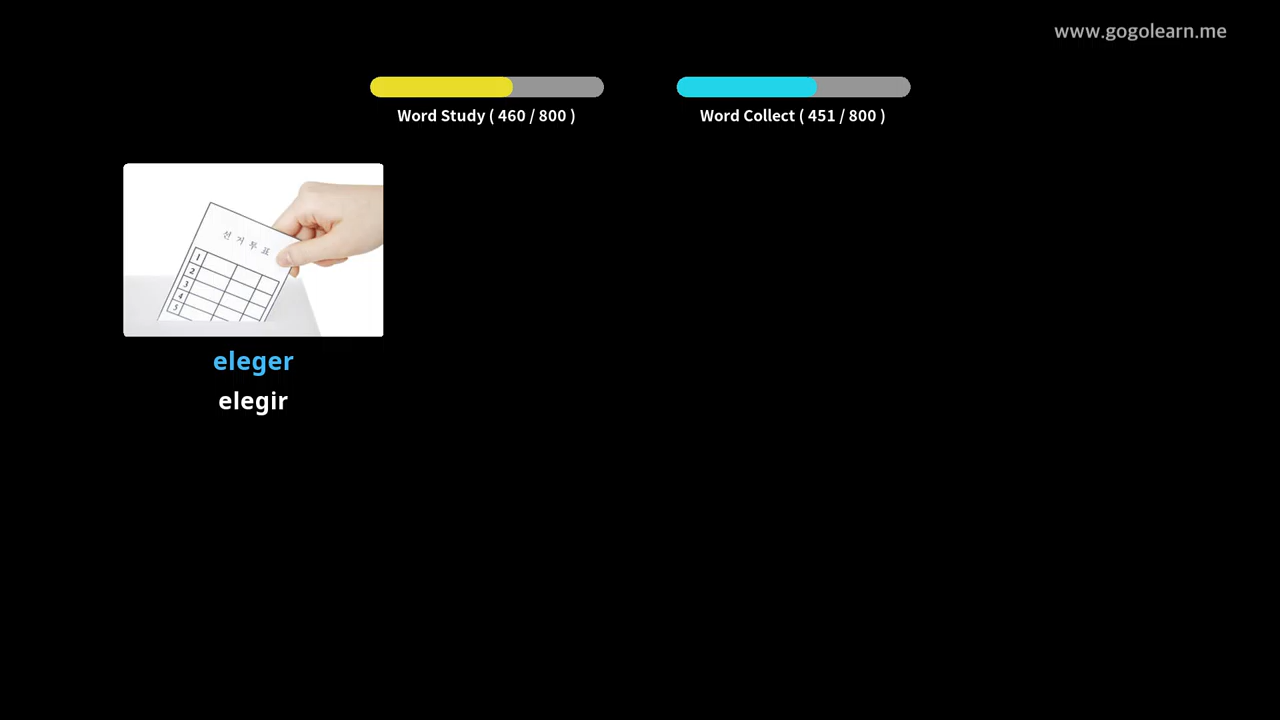 www.gogolearn.me
Word Study ( 460 / 800 )
Word Collect ( 451 / 800 )
선거투표
1
2
3
4
5
eleger
elegir